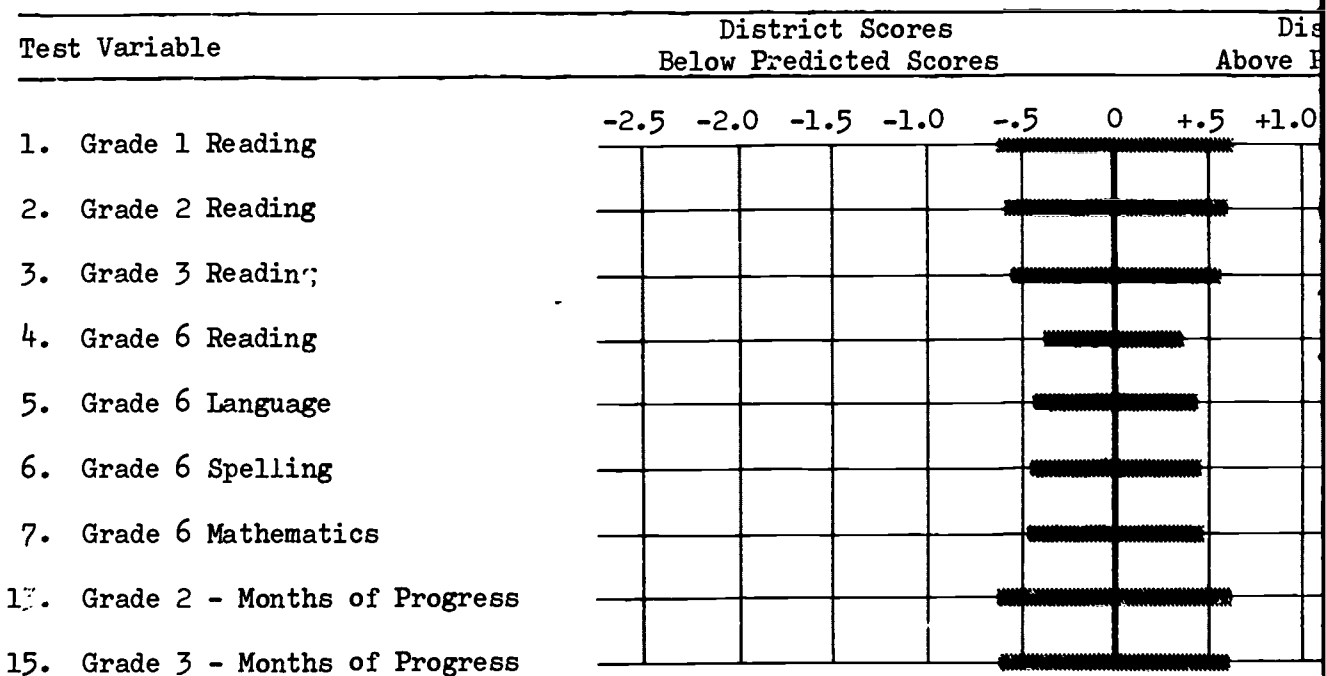 Test Variable
District Scores Dis
Below Predicted Scores Above
-2.5 -2.0 -1.5 -1.0 -.5 0 +.5 +1.0
1. Grade 1 Reading
2. Grade 2 Reading
3. Grade 3
4. Grade 6 Reading
5. Grade 6 Language
6. Grade 6 Spelling
7. Grade 6 Mathematics
Grade 2 - Months of Progress
15. Grade 3 - Months of Progress